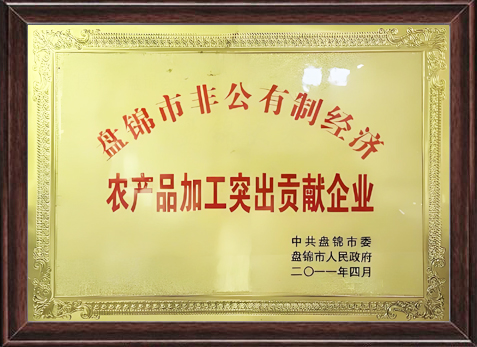 盘锦市非公有制经济
农产品加工突出贡献企业
中共盘锦市委
盘锦市人民政府
二〇一一年四月